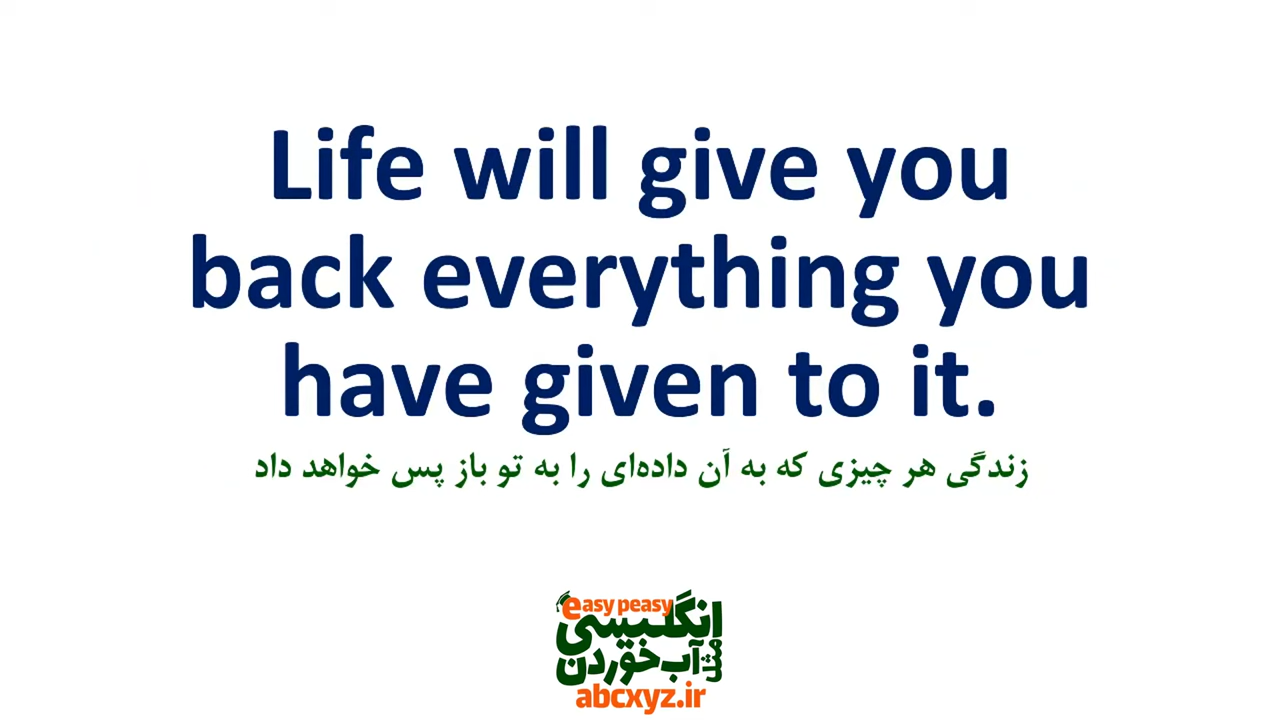 Life will give you
back everything you
have given to it.
زندگی هر چیزی که به آن داده‌ای را به تو باز پس خواهد داد
easy peasy
انگلیسی
مثل آب خوردن
abcxyz.ir